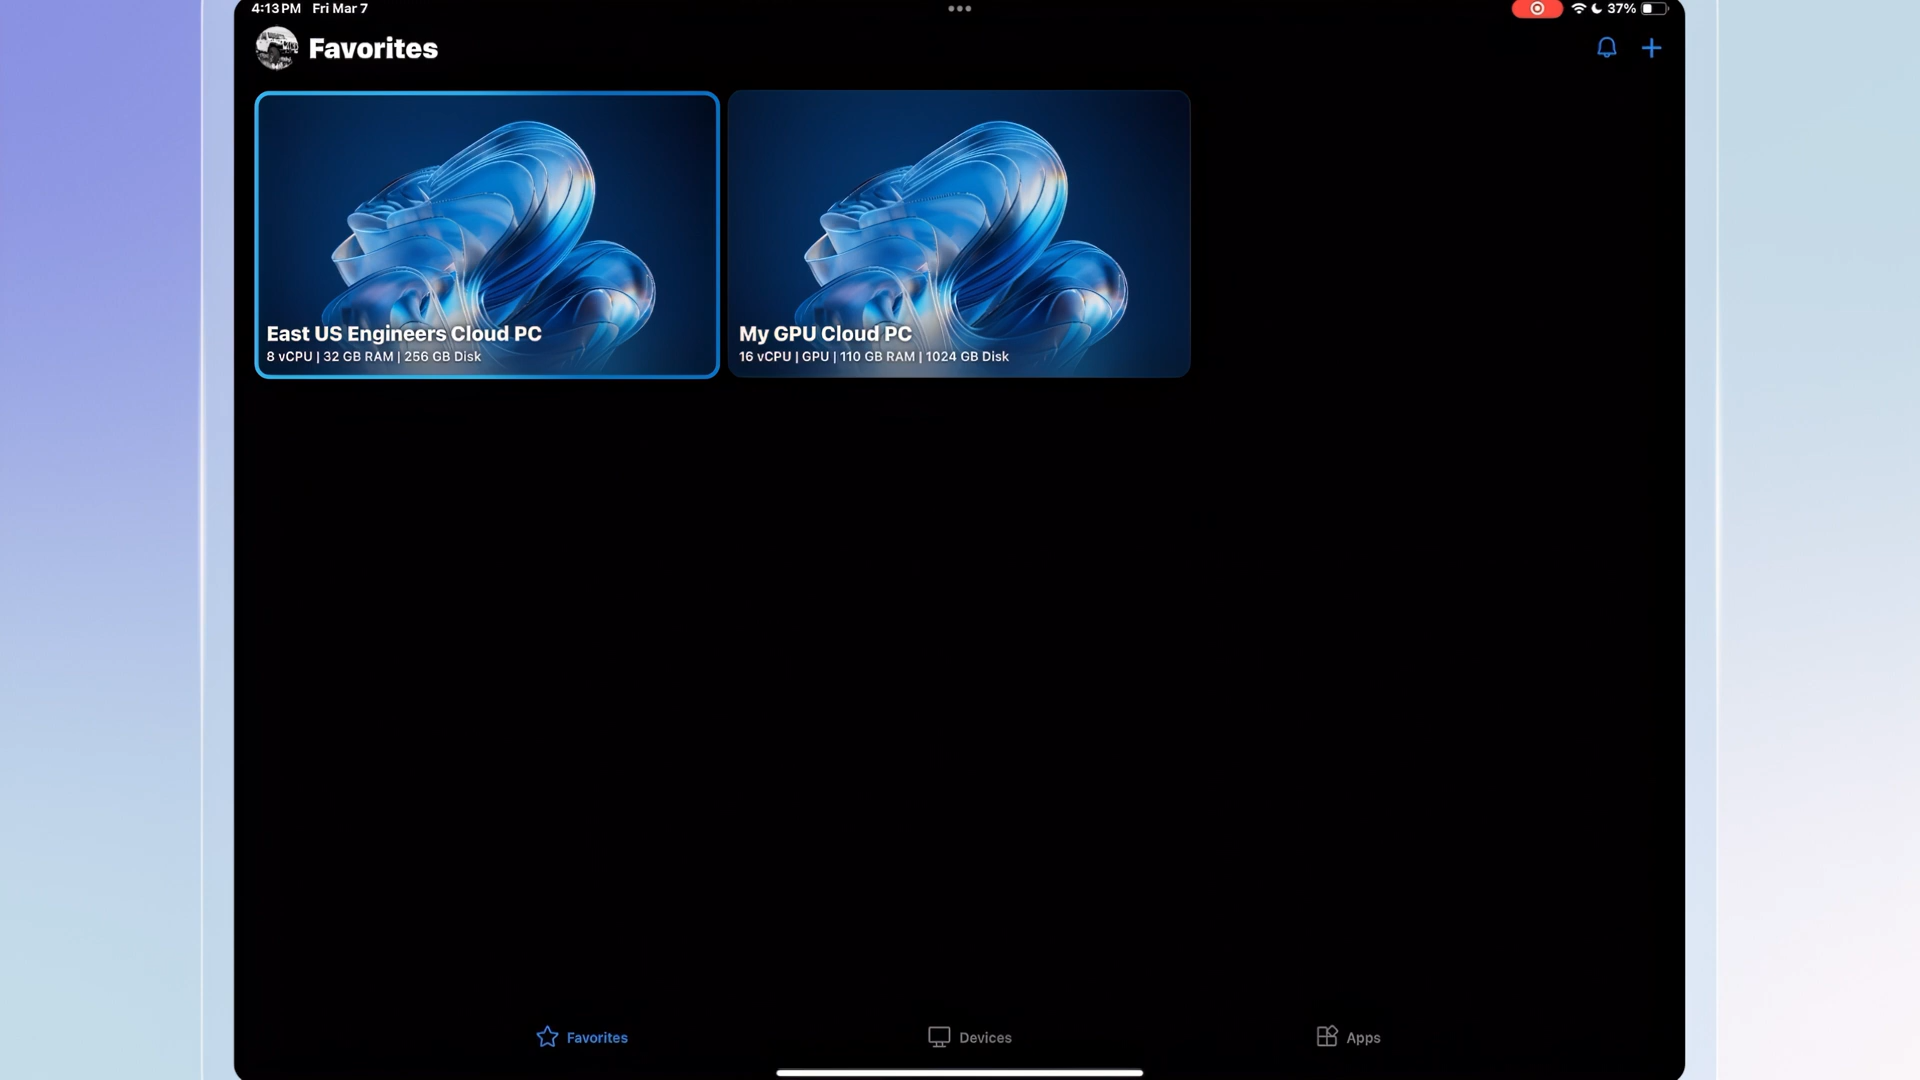 4:13 PM Fri Mar 7
37%
Favorites
East US Engineers Cloud PC
8 vCPU | 32 GB RAM | 256 GB Disk
My GPU Cloud PC
16 vCPU | GPU | 110 GB RAM | 1024 GB Disk
Favorites
Devices
Apps